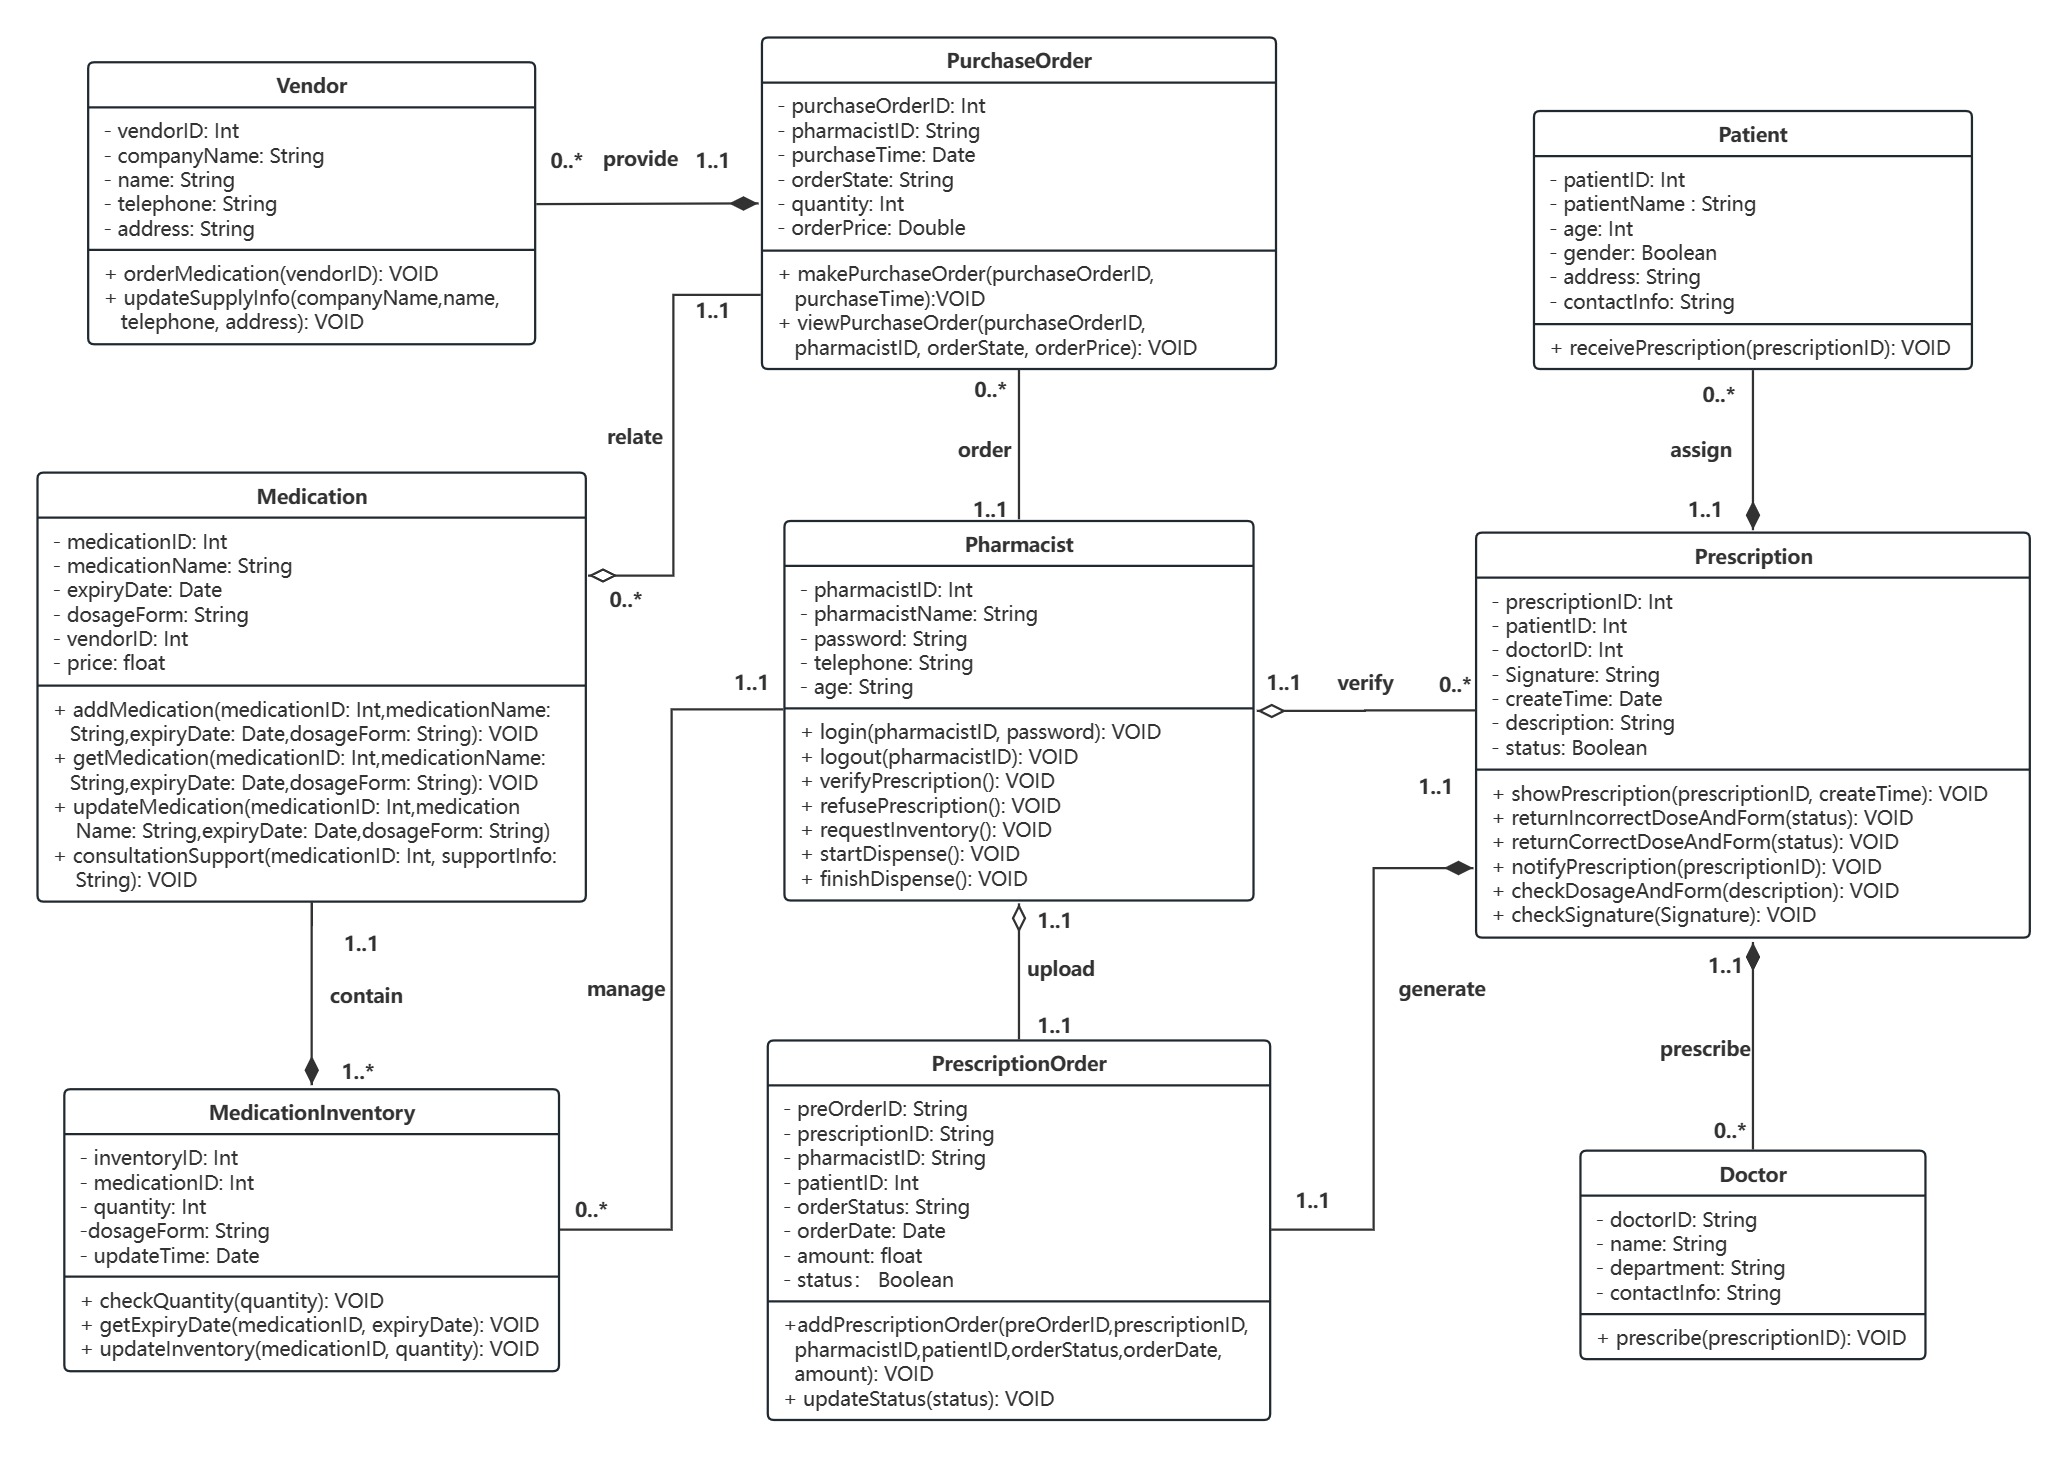 Vendor
- vendorID: Int
- companyName: String
- name: String
- telephone: String
- address: String
+ orderMedication(vendorID): VOID
+ updateSupplyInfo(companyName,name,
telephone, address): VOID
0..* provide 1..1
PurchaseOrder
- purchaseOrderID: Int
- pharmacistID: String
- purchaseTime: Date
- orderState: String
- quantity: Int
- orderPrice: Double
+ makePurchaseOrder(purchaseOrderID,
purchaseTime):VOID
+ viewPurchaseOrder(purchaseOrderID,
pharmacistID, orderState, orderPrice): VOID
Patient
- patientID: Int
- patientName : String
- age: Int
- gender: Boolean
- address: String
- contactInfo: String
+ receivePrescription(prescriptionID): VOID
1..1
relate
0..*
0..*
order
1..1
0..*
assign
1..1
Medication
- medicationID: Int
- medicationName: String
- expiryDate: Date
- dosageForm: String
- vendorID: Int
- price: float
+ addMedication(medicationID: Int,medicationName:
String,expiryDate: Date,dosageForm: String): VOID
+ getMedication(medicationID: Int,medicationName:
String,expiryDate: Date,dosageForm: String): VOID
+ updateMedication(medicationID: Int,medication
Name: String,expiryDate: Date,dosageForm: String)
+ consultationSupport(medicationID: Int, supportInfo:
String): VOID
Pharmacist
- pharmacistID: Int
- pharmacistName: String
- password: String
- telephone: String
- age: String
+ login(pharmacistID, password): VOID
+ logout(pharmacistID): VOID
+ verifyPrescription(): VOID
+ refusePrescription(): VOID
+ requestInventory(): VOID
+ startDispense(): VOID
+ finishDispense(): VOID
1..1 verify 0..*
Prescription
- prescriptionID: Int
- patientID: Int
- doctorID: Int
- Signature: String
- createTime: Date
- description: String
- status: Boolean
+ showPrescription(prescriptionID, createTime): VOID
+ returnIncorrectDoseAndForm(status): VOID
+ returnCorrectDoseAndForm(status): VOID
+ notifyPrescription(prescriptionID): VOID
+ checkDosageAndForm(description): VOID
+ checkSignature(Signature): VOID
1..1
contain
1..*
1..1
manage
0..*
1..1
upload
1..1
1..1
generate
1..1
1..1
prescribe
0..*
MedicationInventory
- inventoryID: Int
- medicationID: Int
- quantity: Int
-dosageForm: String
- updateTime: Date
+ checkQuantity(quantity): VOID
+ getExpiryDate(medicationID, expiryDate): VOID
+ updateInventory(medicationID, quantity): VOID
PrescriptionOrder
- preOrderID: String
- prescriptionID: String
- pharmacistID: String
- patientID: Int
- orderStatus: String
- orderDate: Date
- amount: float
- status： Boolean
+addPrescriptionOrder(preOrderID,prescriptionID,
pharmacistID,patientID,orderStatus,orderDate,
amount): VOID
+ updateStatus(status): VOID
Doctor
- doctorID: String
- name: String
- department: String
- contactInfo: String
+ prescribe(prescriptionID): VOID